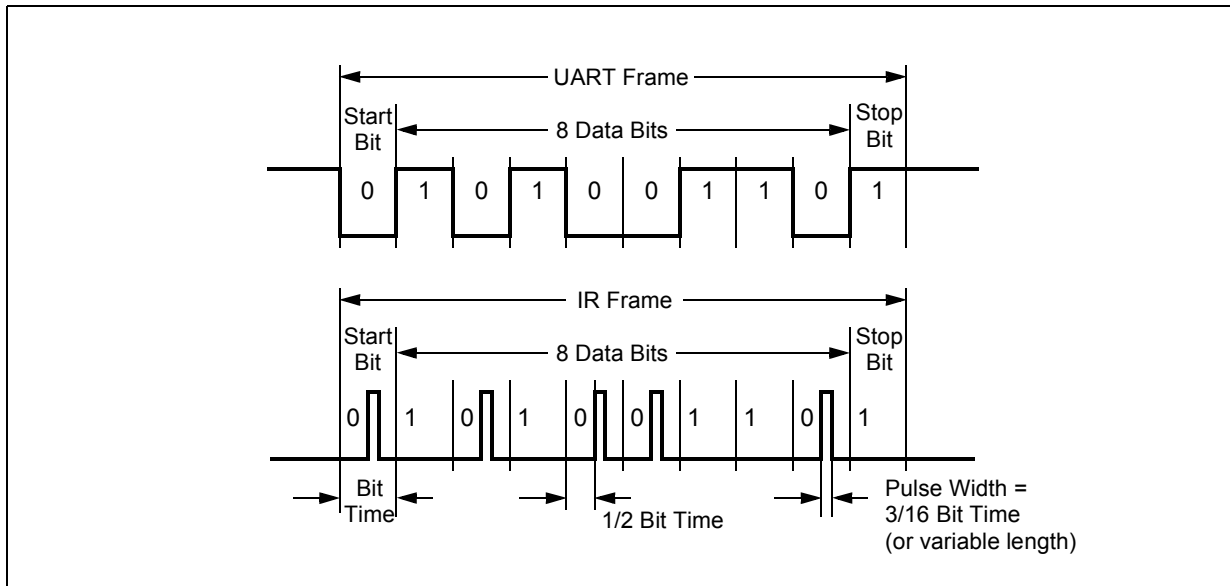 UART Frame
Start
Bit
8 Data Bits
Stop
Bit
0 1 0 1 0 0 1 1 0 1
IR Frame
Start
Bit
8 Data Bits
Stop
Bit
0 1 0 1 0 0 1 1 0 1
Bit
Time
1/2 Bit Time
Pulse Width =
3/16 Bit Time
(or variable length)